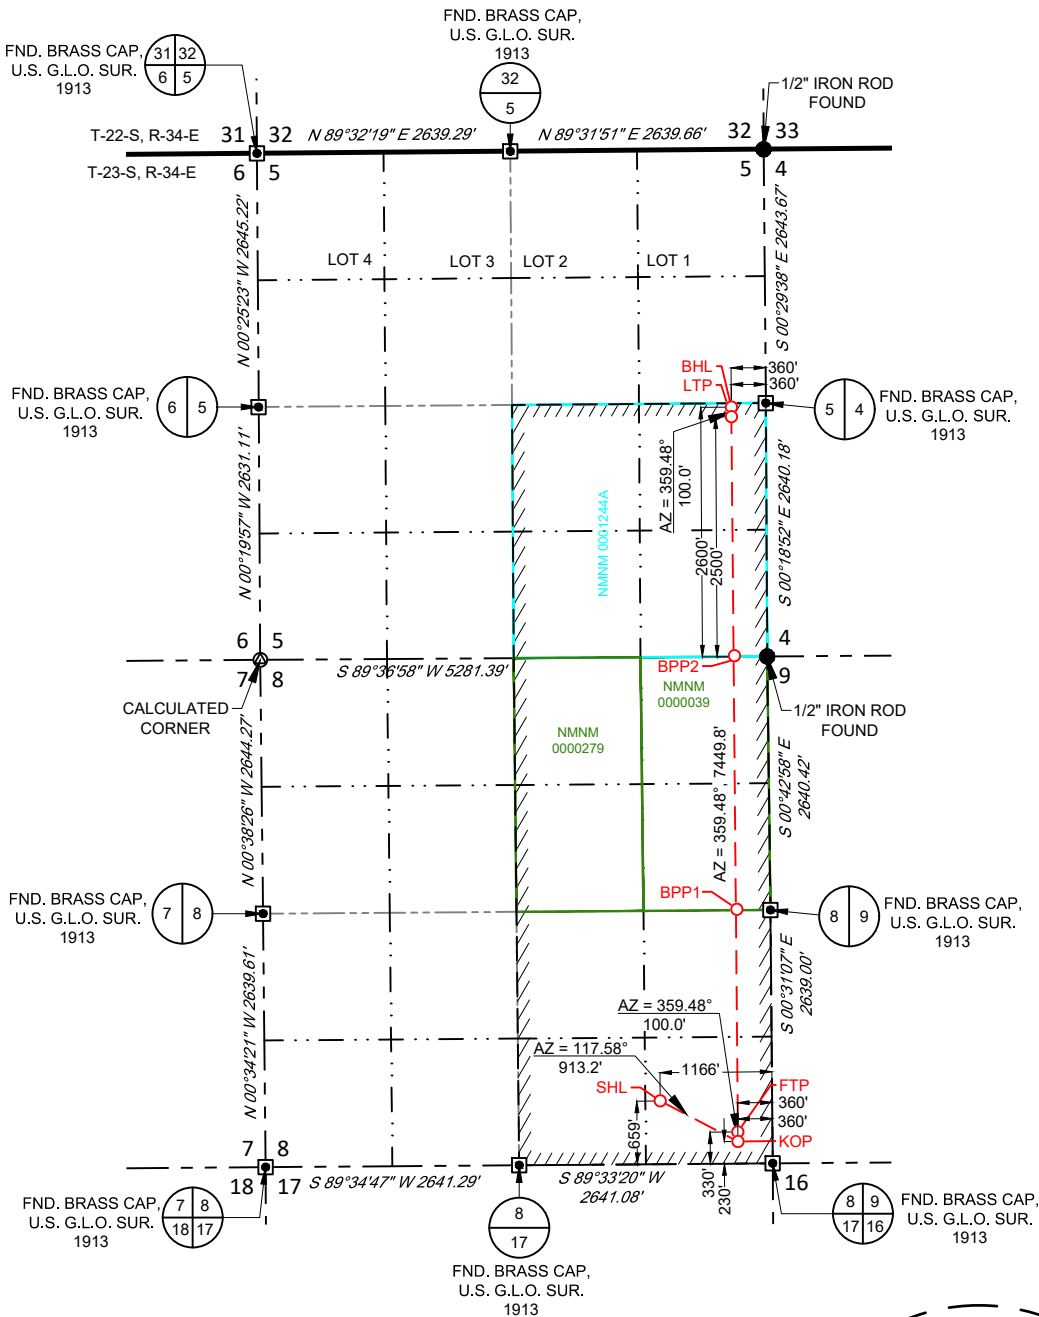 FND. BRASS CAP,
U.S. G.L.O. SUR.
1913
32
5
FND. BRASS CAP,
U.S. G.L.O. SUR.
1913
31 32
6 5
1/2" IRON ROD
FOUND
T-22-S, R-34-E
31 32
N 89°32'19" E 2639.29'
N 89°31'51" E 2639.66'
32 33
T-23-S, R-34-E
6 5
5 4
N 00°25'23" W 2645.22'
S 00°29'38" E 2643.67'
LOT 4
LOT 3
LOT 2
LOT 1
BHL
360'
LTP
360'
FND. BRASS CAP,
U.S. G.L.O. SUR.
1913
6 5
5 4
FND. BRASS CAP,
U.S. G.L.O. SUR.
1913
AZ = 359.48°
100.0'
N 00°19'57" W 2631.11'
NMNM 0001244A
2600'
2500'
S 00°18'52" E 2640.18'
6 5
4
S 89°36'58" W 5281.39'
BPP2
7 8
9
CALCULATED
CORNER
NMNM
0000039
1/2" IRON ROD
FOUND
NMNM
0000279
N 00°38'26" W 2644.27'
AZ = 359.48°, 7449.8'
S 00°42'58" E
2640.42'
BPP1
FND. BRASS CAP,
U.S. G.L.O. SUR.
1913
7 8
8 9
FND. BRASS CAP,
U.S. G.L.O. SUR.
1913
N 00°34'21" W 2639.61'
S 00°31'07" E
2639.00'
AZ = 359.48°
100.0'
AZ = 117.58°
913.2'
1166'
SHL
FTP
360'
360'
KOP
659'
330'
230'
7 8
18 17
S 89°34'47" W 2641.29'
S 89°33'20" W
2641.08'
16
FND. BRASS CAP,
U.S. G.L.O. SUR.
1913
7 8
18 17
8
17
FND. BRASS CAP,
U.S. G.L.O. SUR.
1913
8 9
17 16
FND. BRASS CAP,
U.S. G.L.O. SUR.
1913